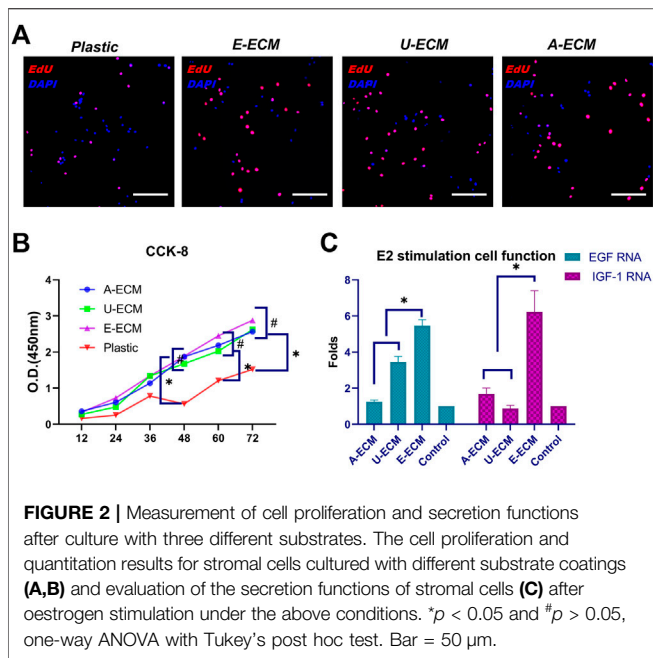 A
Plastic
E-ECM
U-ECM
A-ECM
EdU
DAPI
EdU
DAPI
EdU
DAPI
EdU
DAPI
B
CCK-8
O.D.(450nm)
4
3
2
1
0
12 24 36 48 60 72
A-ECM
U-ECM
E-ECM
Plastic
*
#
#
*
#
*
C
E2 stimulation cell function
EGF RNA
IGF-1 RNA
Folds
8
6
4
2
0
*
*
A-ECM
U-ECM
E-ECM
Control
A-ECM
U-ECM
E-ECM
Control
FIGURE 2 | Measurement of cell proliferation and secretion functions
after culture with three different substrates. The cell proliferation and
quantitation results for stromal cells cultured with different substrate coatings
(A,B) and evaluation of the secretion functions of stromal cells (C) after
oestrogen stimulation under the above conditions. *p < 0.05 and #p > 0.05,
one-way ANOVA with Tukey's post hoc test. Bar = 50 μm.